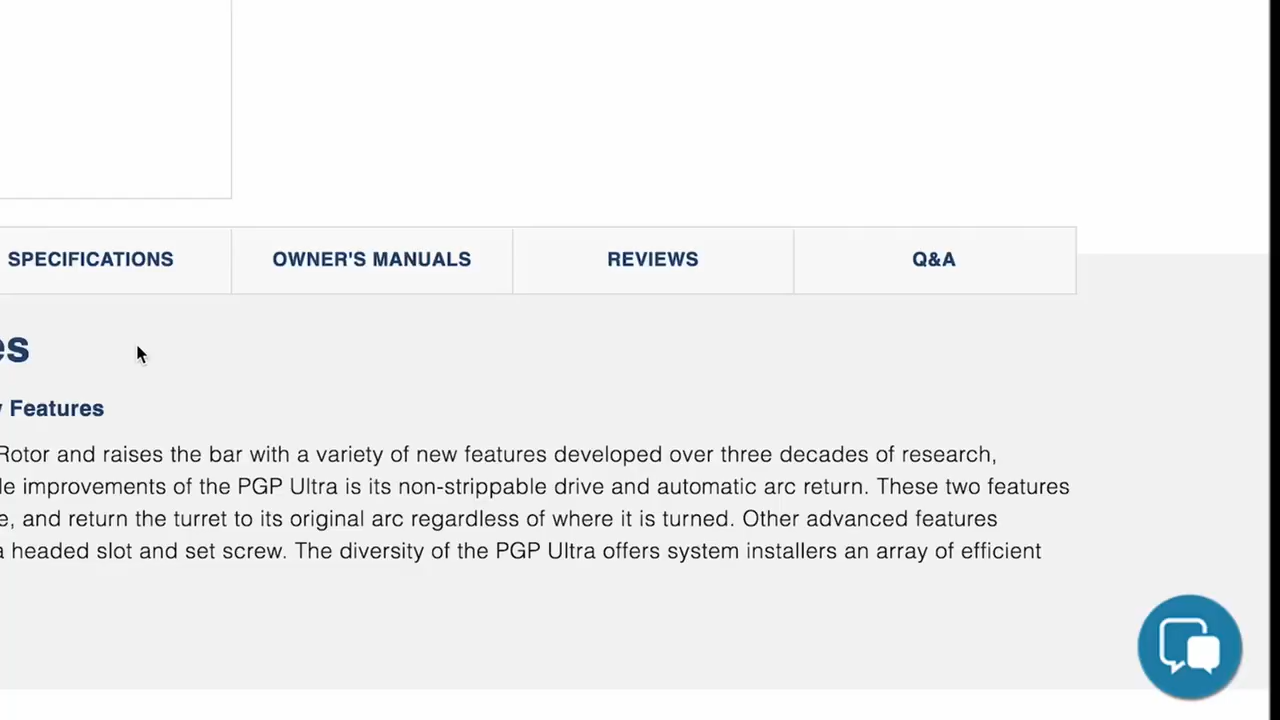 SPECIFICATIONS OWNER'S MANUALS REVIEWS Q&A
es
Features
Rotor and raises the bar with a variety of new features developed over three decades of research,
le improvements of the PGP Ultra is its non-strippable drive and automatic arc return. These two features
e, and return the turret to its original arc regardless of where it is turned. Other advanced features
a headed slot and set screw. The diversity of the PGP Ultra offers system installers an array of efficient